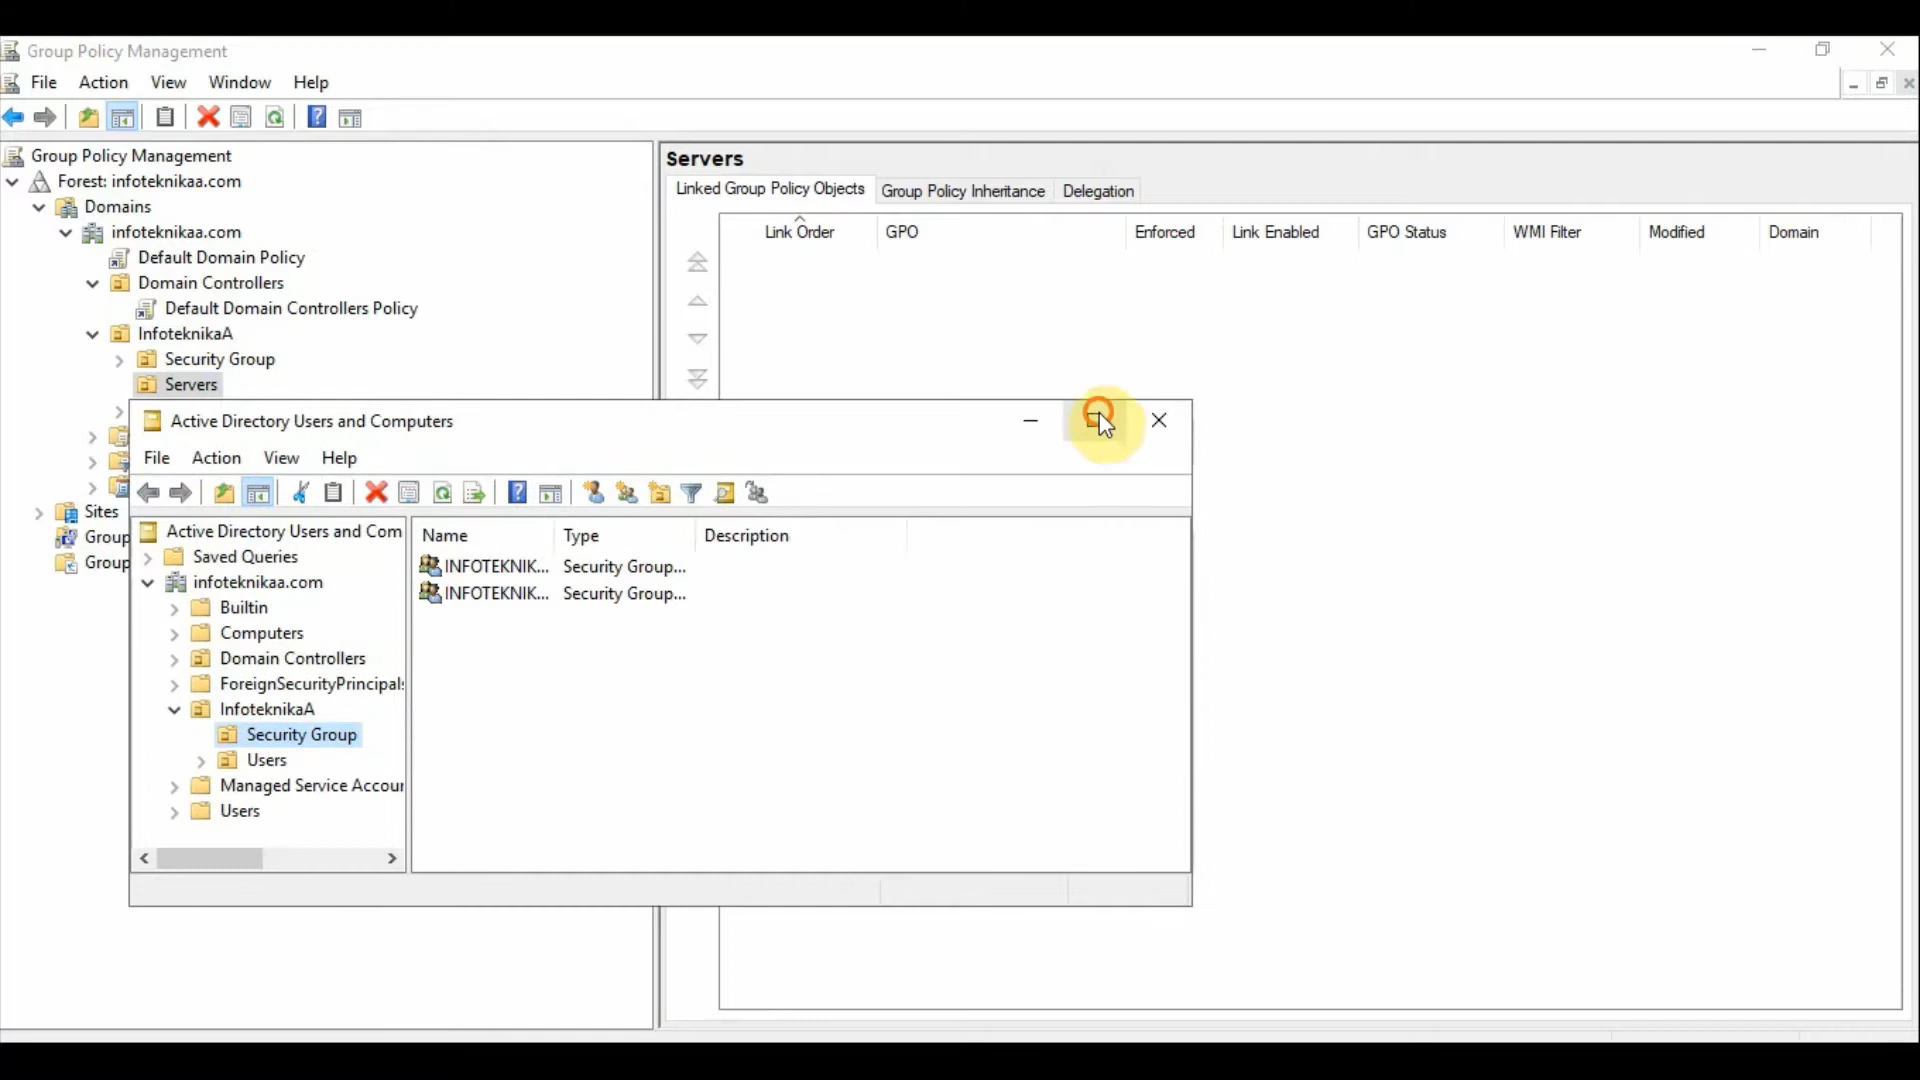 Group Policy Management
File Action View Window Help
Group Policy Management
Forest: infoteknikaa.com
Domains
infoteknikaa.com
Default Domain Policy
Domain Controllers
Default Domain Controllers Policy
InfoteknikaA
Security Group
Servers
Sites
Group
Group
Servers
Linked Group Policy Objects Group Policy Inheritance Delegation
Link Order GPO Enforced Link Enabled GPO Status WMI Filter Modified Domain
Active Directory Users and Computers
File Action View Help
Active Directory Users and Com
Saved Queries
infoteknikaa.com
Builtin
Computers
Domain Controllers
ForeignSecurityPrincipals
InfoteknikaA
Security Group
Users
Managed Service Accour
Users
Name Type Description
INFOTEKNIK... Security Group...
INFOTEKNIK... Security Group...